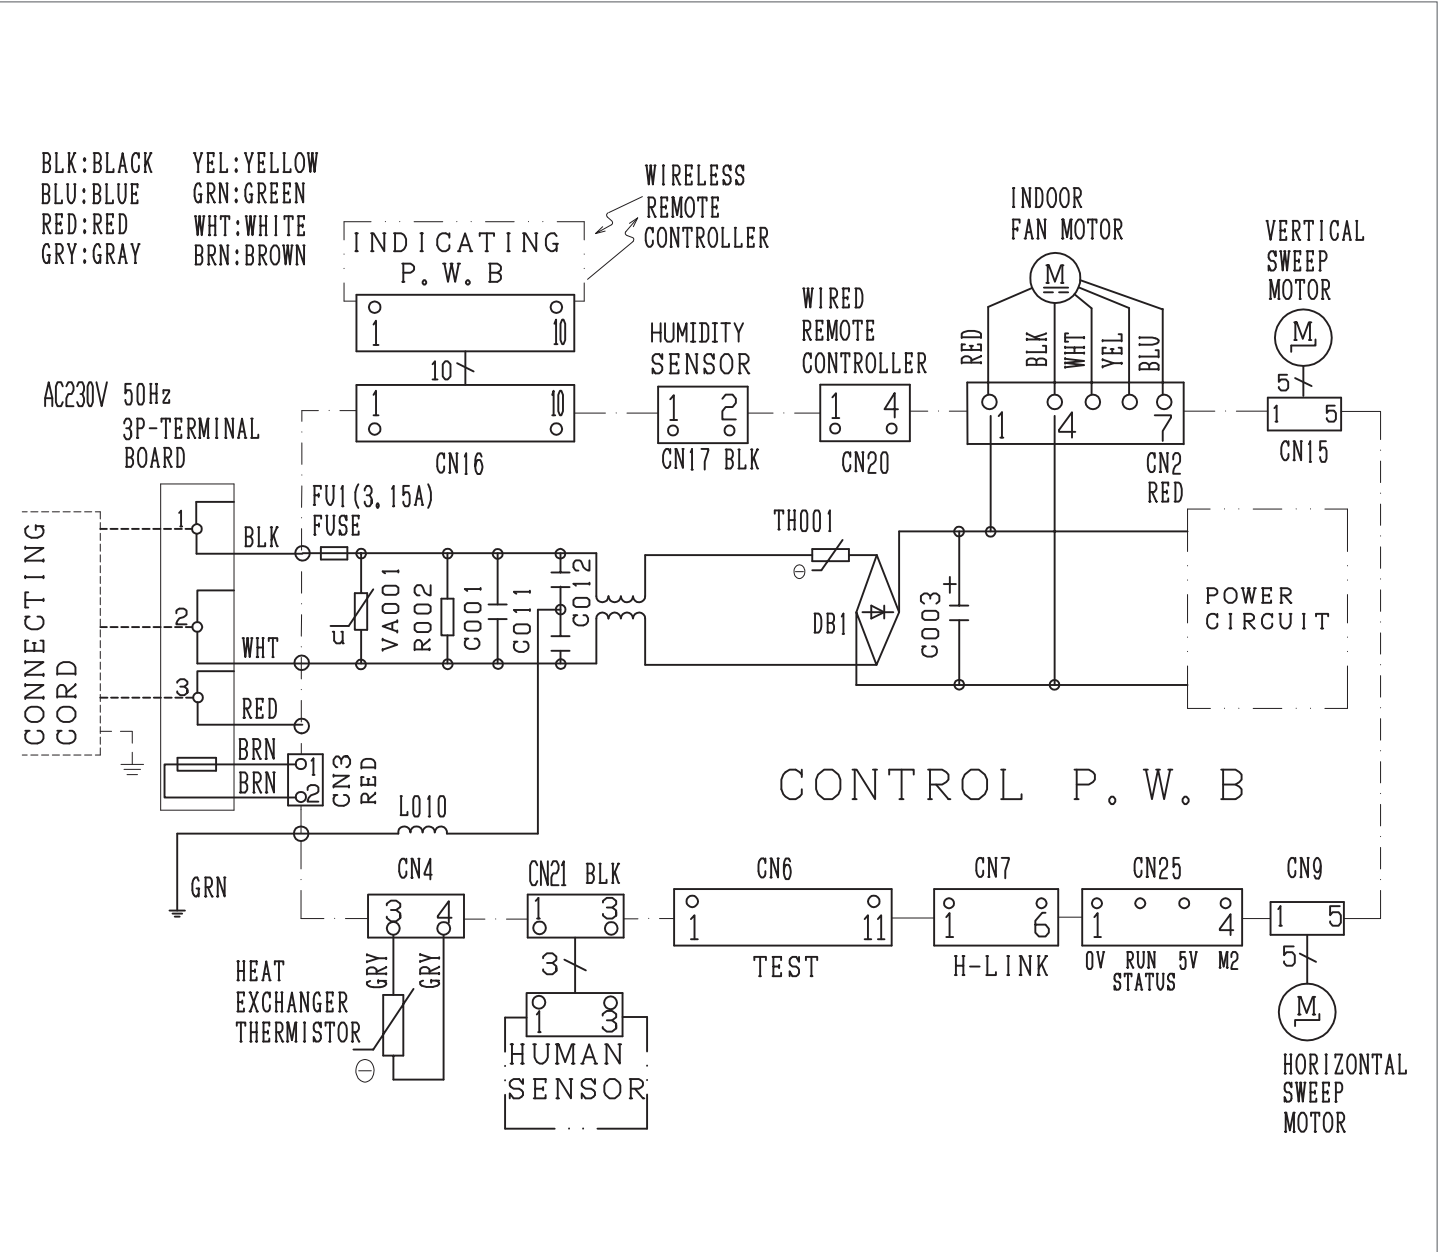 BLK:BLACK YEL:YELLOW
BLU:BLUE GRN:GREEN
RED:RED WHT:WHITE
GRY:GRAY BRN:BROWN
WIRELESS
REMOTE
CONTROLLER
INDICATING
P. W. B
1 10
10
1 10
CN16
HUMIDITY
SENSOR
1 2
CN17 BLK
WIRED
REMOTE
CONTROLLER
1 4
CN20
INDOOR
FAN MOTOR
M
RED
BLK
WHT
YEL
BLU
1 4 7
CN2
RED
VERTICAL
SWEEP
MOTOR
M
5
1 5
CN15
AC230V 50Hz
3P-TERMINAL
BOARD
CONNECTING
CORD
1
BLK
2
WHT
3
RED
BRN
BRN
1
2
CN3
RED
FU1(3.15A)
FUSE
u
VA001
R002
C001
C011
C012
TH001
DB1
+
C003
POWER
CIRCUIT
CONTROL P. W. B
L010
GRN
CN4
3 4
GRY
GRY
HEAT
EXCHANGER
THERMISTOR
CN21 BLK
1 3
3
1 3
HUMAN
SENSOR
CN6
1 11
TEST
CN7
1 6
H-LINK
CN25
1 4
0V RUN 5V M2
STATUS
CN9
1 5
5
M
HORIZONTAL
SWEEP
MOTOR